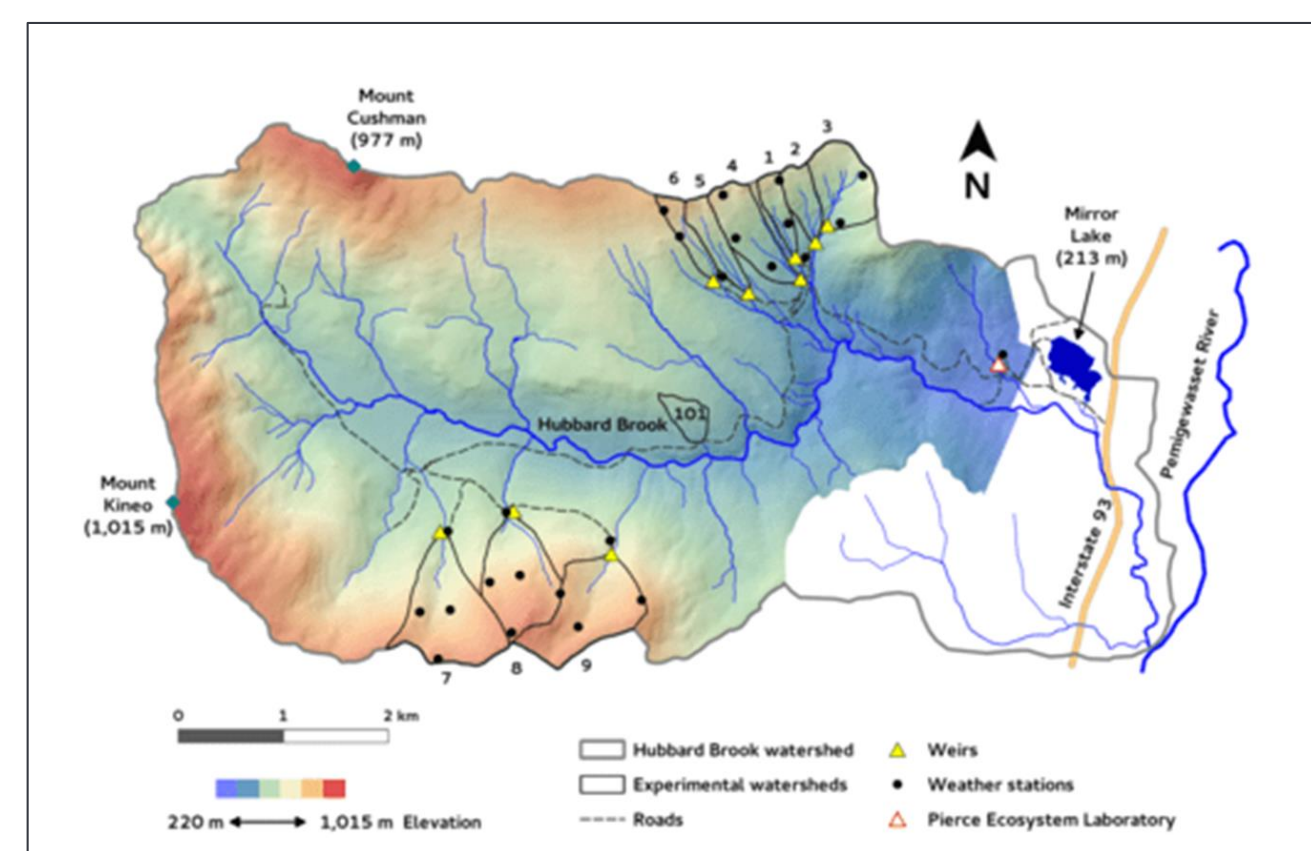 Mount
Cushman
(977 m)
3
2
1
4
5
6
N
Mirror
Lake
(213 m)
Pemigewasset River
101
Hubbard Brook
Mount
Kineo
(1,015 m)
Interstate 93
9
8
7
0 1 2 km
Hubbard Brook watershed
Weirs
Experimental watersheds
Weather stations
Roads
Pierce Ecosystem Laboratory
220 m 1,015 m Elevation